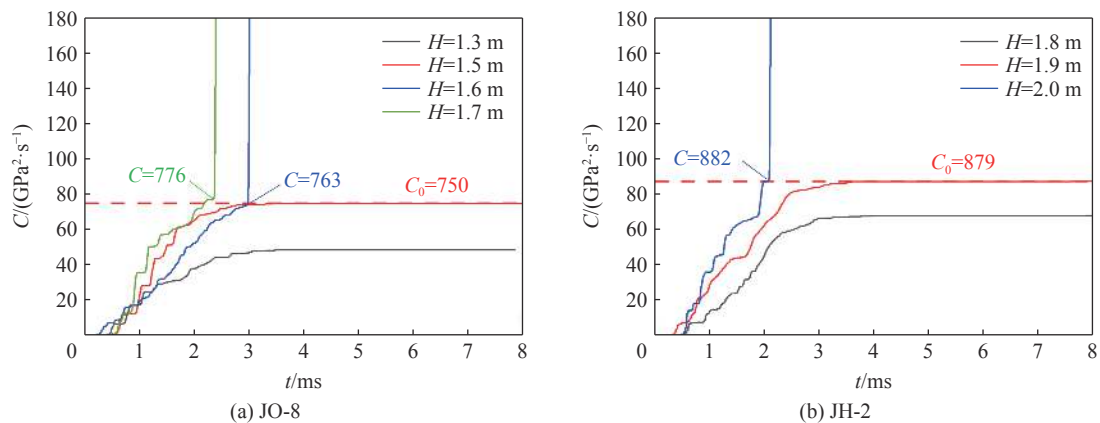 180
160
140
120
100
80
60
40
20
0
C/(GPa²·s⁻¹)
H=1.3 m
H=1.5 m
H=1.6 m
H=1.7 m
C=776
C=763
C₀=750
1 2 3 4 5 6 7 8
t/ms
(a) JO-8
180
160
140
120
100
80
60
40
20
0
C/(GPa²·s⁻¹)
H=1.8 m
H=1.9 m
H=2.0 m
C=882
C₀=879
1 2 3 4 5 6 7 8
t/ms
(b) JH-2